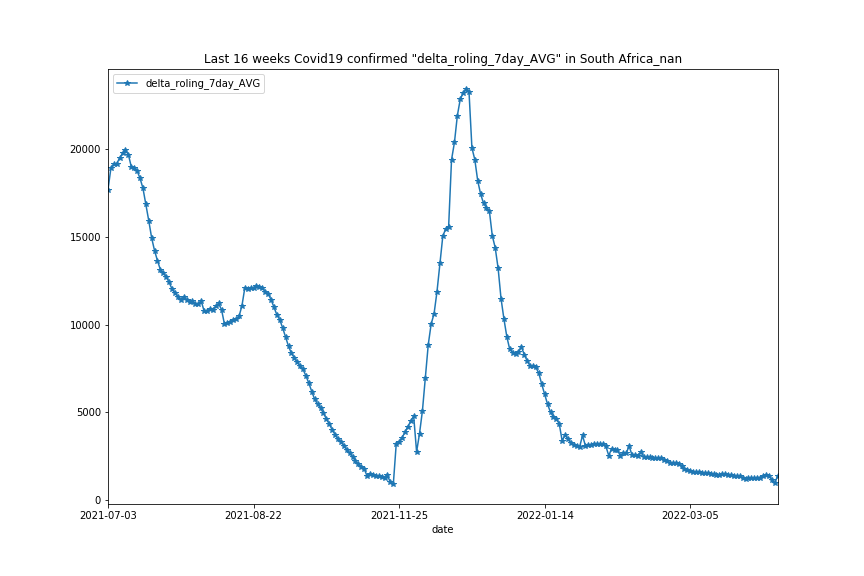 Last 16 weeks Covid19 confirmed "delta_roling_7day_AVG" in South Africa_nan
delta_roling_7day_AVG
20000
15000
10000
5000
0
2021-07-03 2021-08-22 2021-11-25 2022-01-14 2022-03-05
date